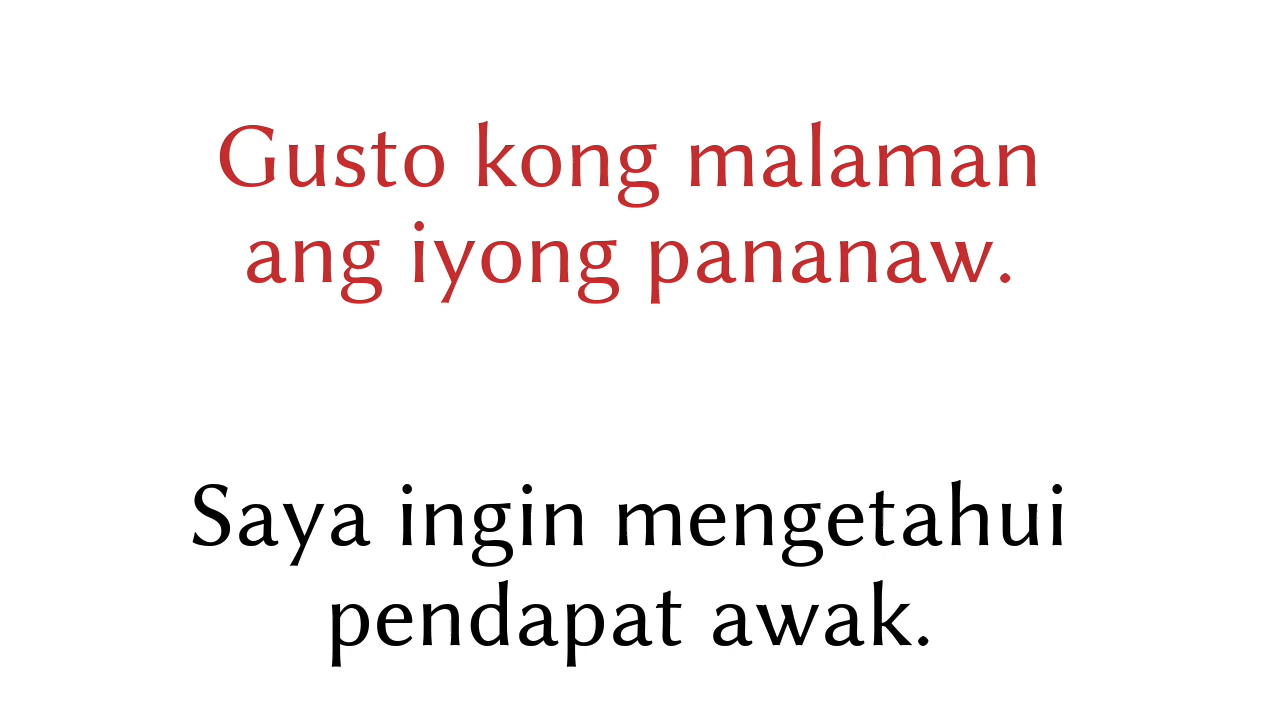 Gusto kong malaman
ang iyong pananaw.
Saya ingin mengetahui
pendapat awak.